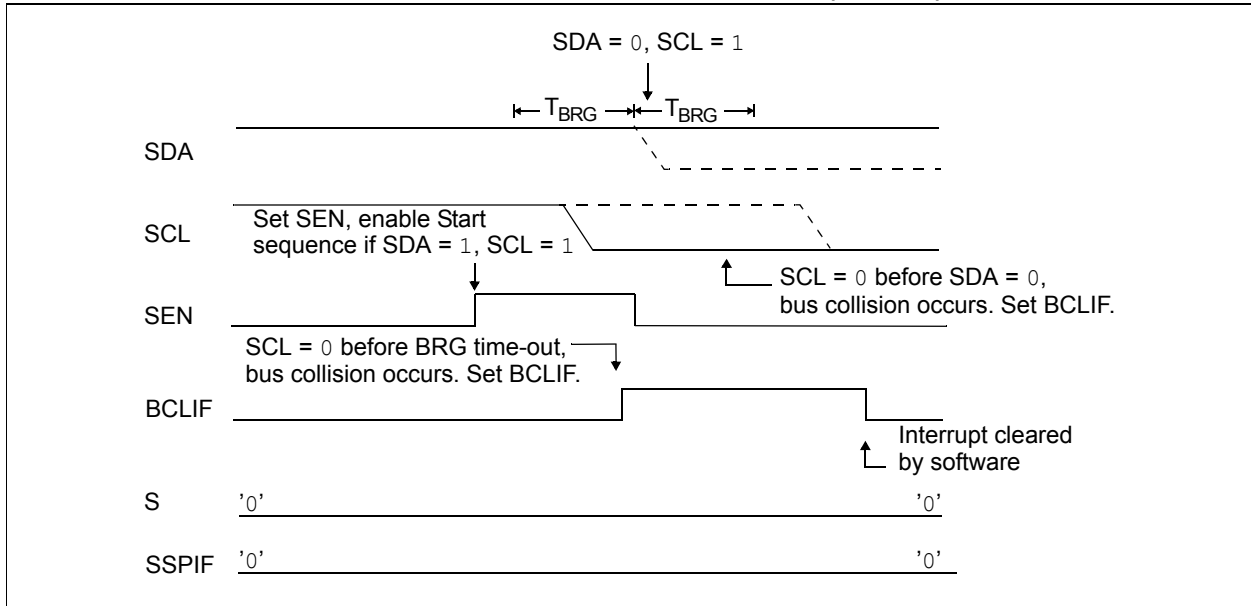 SDA = 0, SCL = 1
TBRG TBRG
SDA
SCL
Set SEN, enable Start
sequence if SDA = 1, SCL = 1
SCL = 0 before SDA = 0,
bus collision occurs. Set BCLIF.
SEN
SCL = 0 before BRG time-out,
bus collision occurs. Set BCLIF.
BCLIF
Interrupt cleared
by software
S '0' '0'
SSPIF '0' '0'